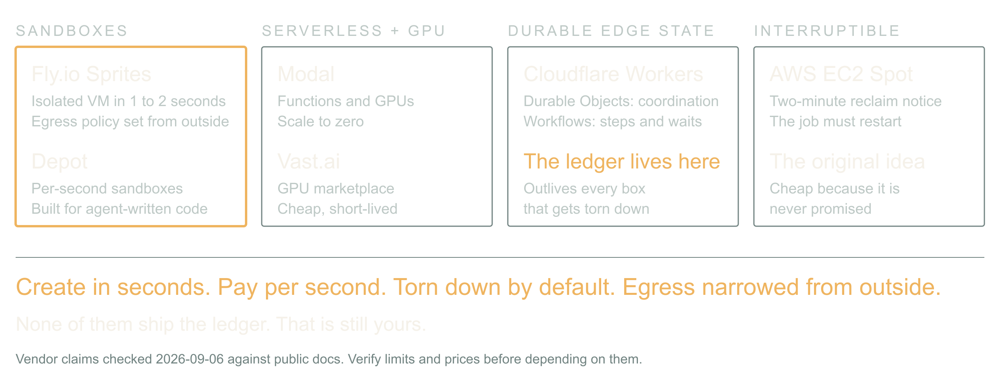 SANDBOXES
Fly.io Sprites
Isolated VM in 1 to 2 seconds
Egress policy set from outside
Depot
Per-second sandboxes
Built for agent-written code
SERVERLESS + GPU
Modal
Functions and GPUs
Scale to zero
Vast.ai
GPU marketplace
Cheap, short-lived
DURABLE EDGE STATE
Cloudflare Workers
Durable Objects: coordination
Workflows: steps and waits
The ledger lives here
Outlives every box
that gets torn down
INTERRUPTIBLE
AWS EC2 Spot
Two-minute reclaim notice
The job must restart
The original idea
Cheap because it is
never promised
Create in seconds. Pay per second. Torn down by default. Egress narrowed from outside.
None of them ship the ledger. That is still yours.
Vendor claims checked 2026-09-06 against public docs. Verify limits and prices before depending on them.